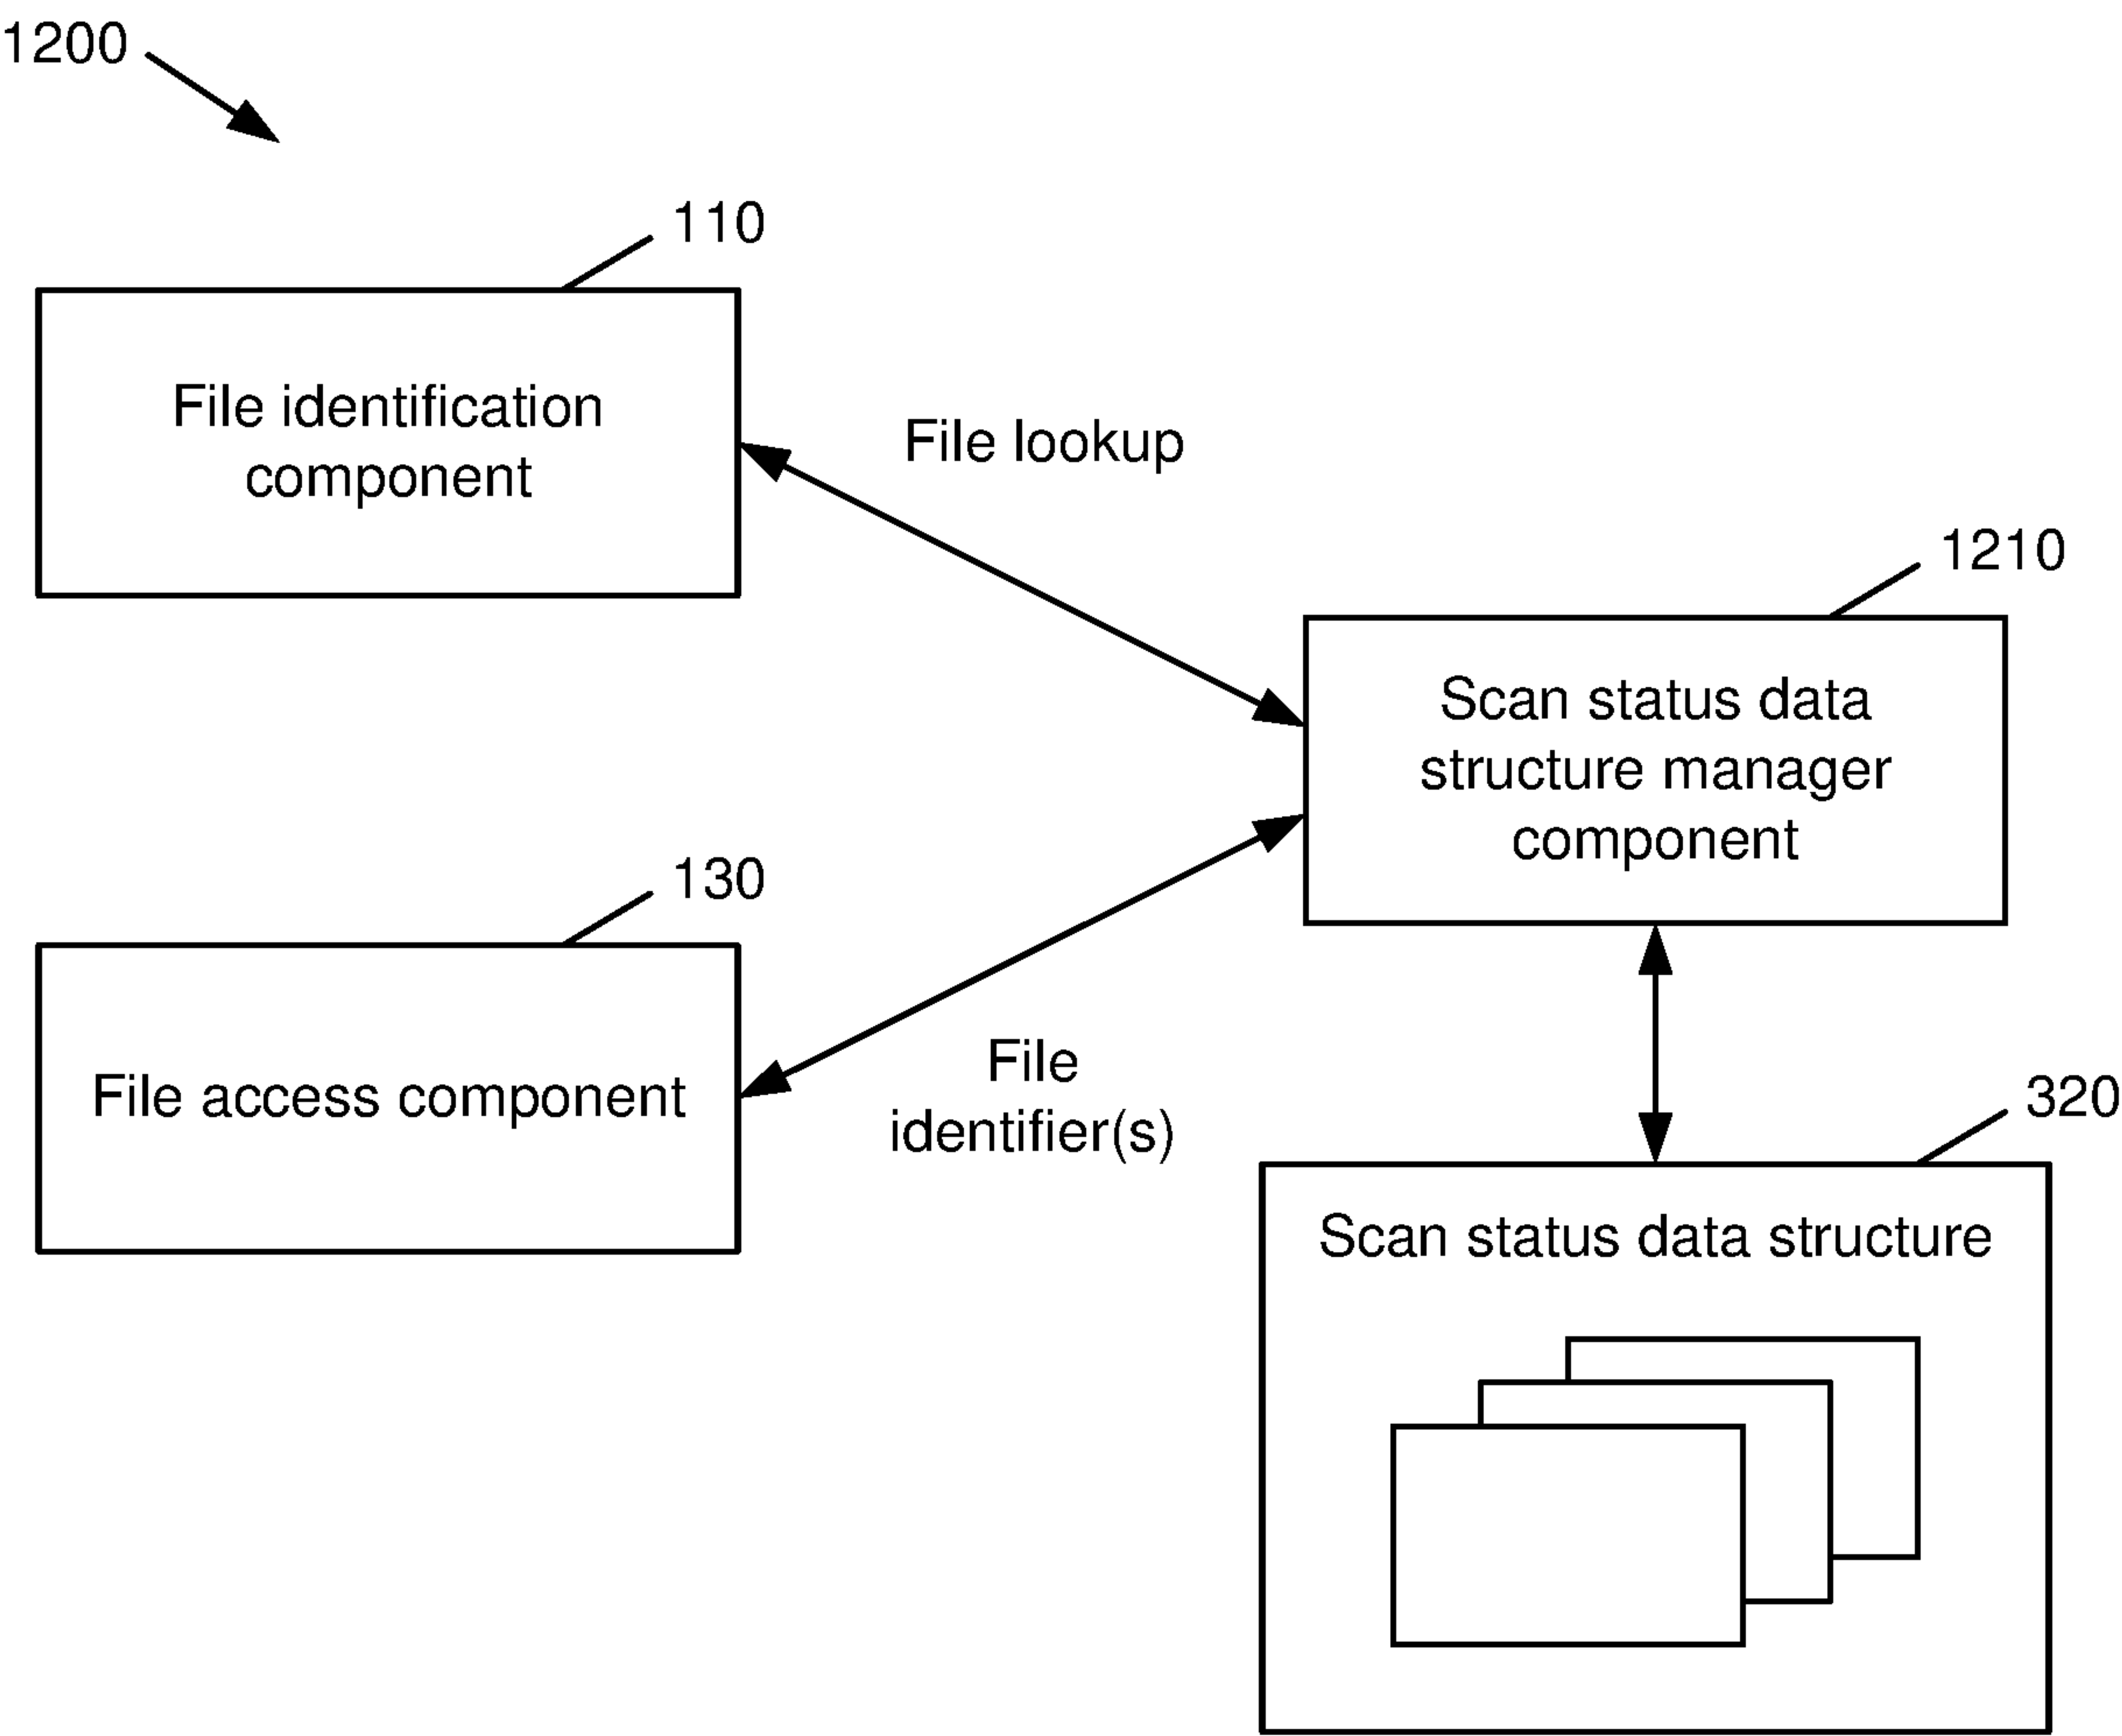 1200
110
File identification
component
File lookup
1210
Scan status data
structure manager
component
130
File access component
File
identifier(s)
320
Scan status data structure